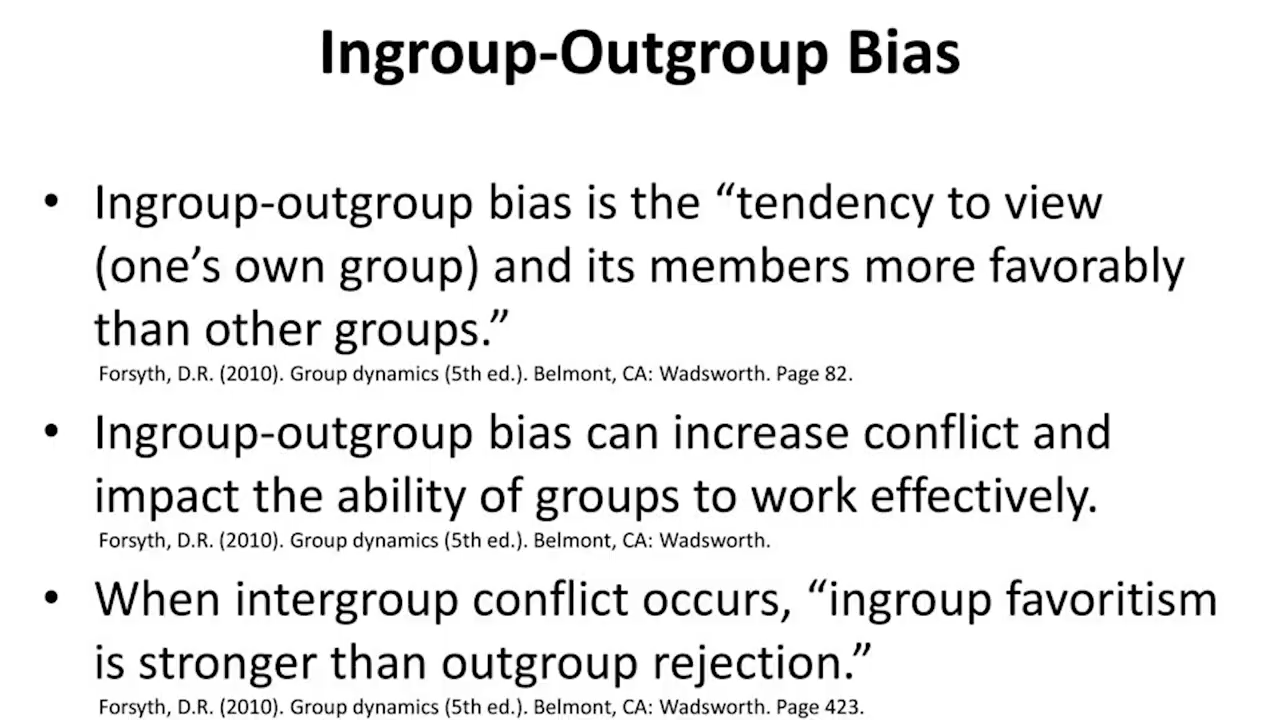 Ingroup-Outgroup Bias
• Ingroup-outgroup bias is the “tendency to view
(one’s own group) and its members more favorably
than other groups.”
Forsyth, D.R. (2010). Group dynamics (5th ed.). Belmont, CA: Wadsworth. Page 82.
• Ingroup-outgroup bias can increase conflict and
impact the ability of groups to work effectively.
Forsyth, D.R. (2010). Group dynamics (5th ed.). Belmont, CA: Wadsworth.
• When intergroup conflict occurs, “ingroup favoritism
is stronger than outgroup rejection.”
Forsyth, D.R. (2010). Group dynamics (5th ed.). Belmont, CA: Wadsworth. Page 423.